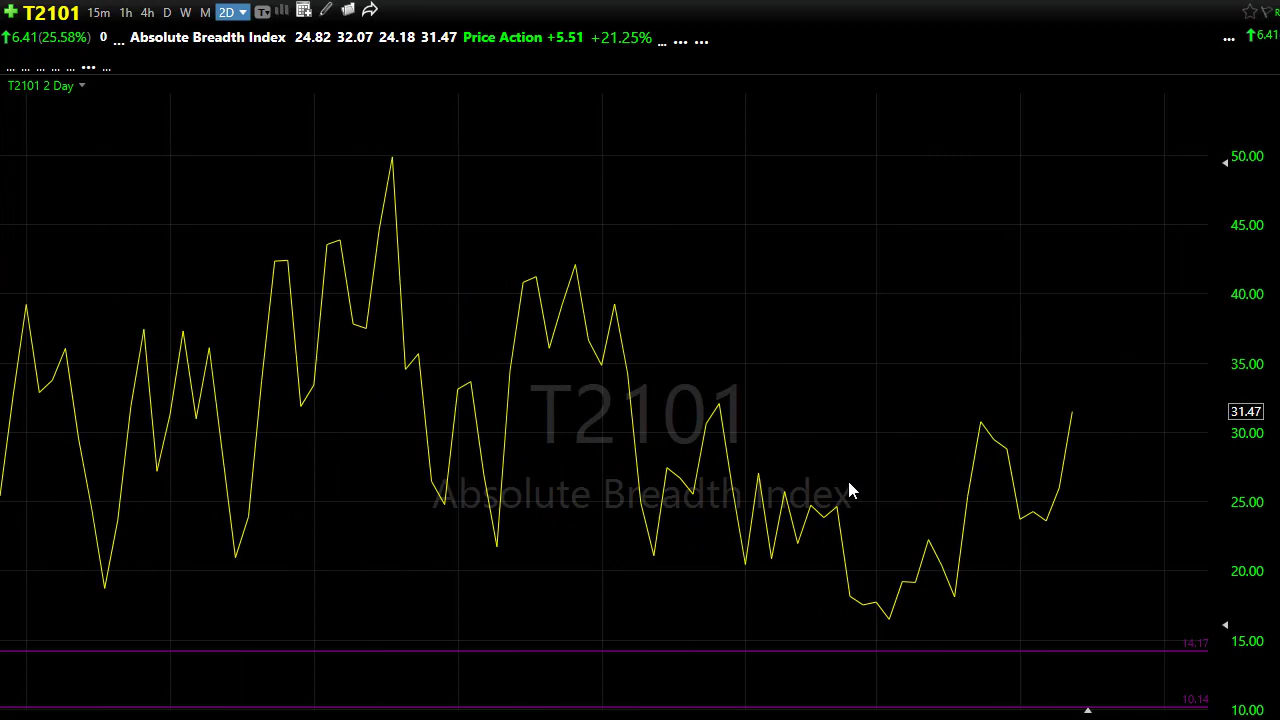 T2101 15m 1h 4h D W M 2D
6.41(25.58%) 0 ... Absolute Breadth Index 24.82 32.07 24.18 31.47 Price Action +5.51 +21.25% ... ... ... ... 6.41
... ... ... ... ... ... ...
T2101 2 Day
50.00
45.00
40.00
35.00
T2101
31.47
30.00
Absolute Breadth Index
25.00
20.00
15.00
14.17
10.14
10.00